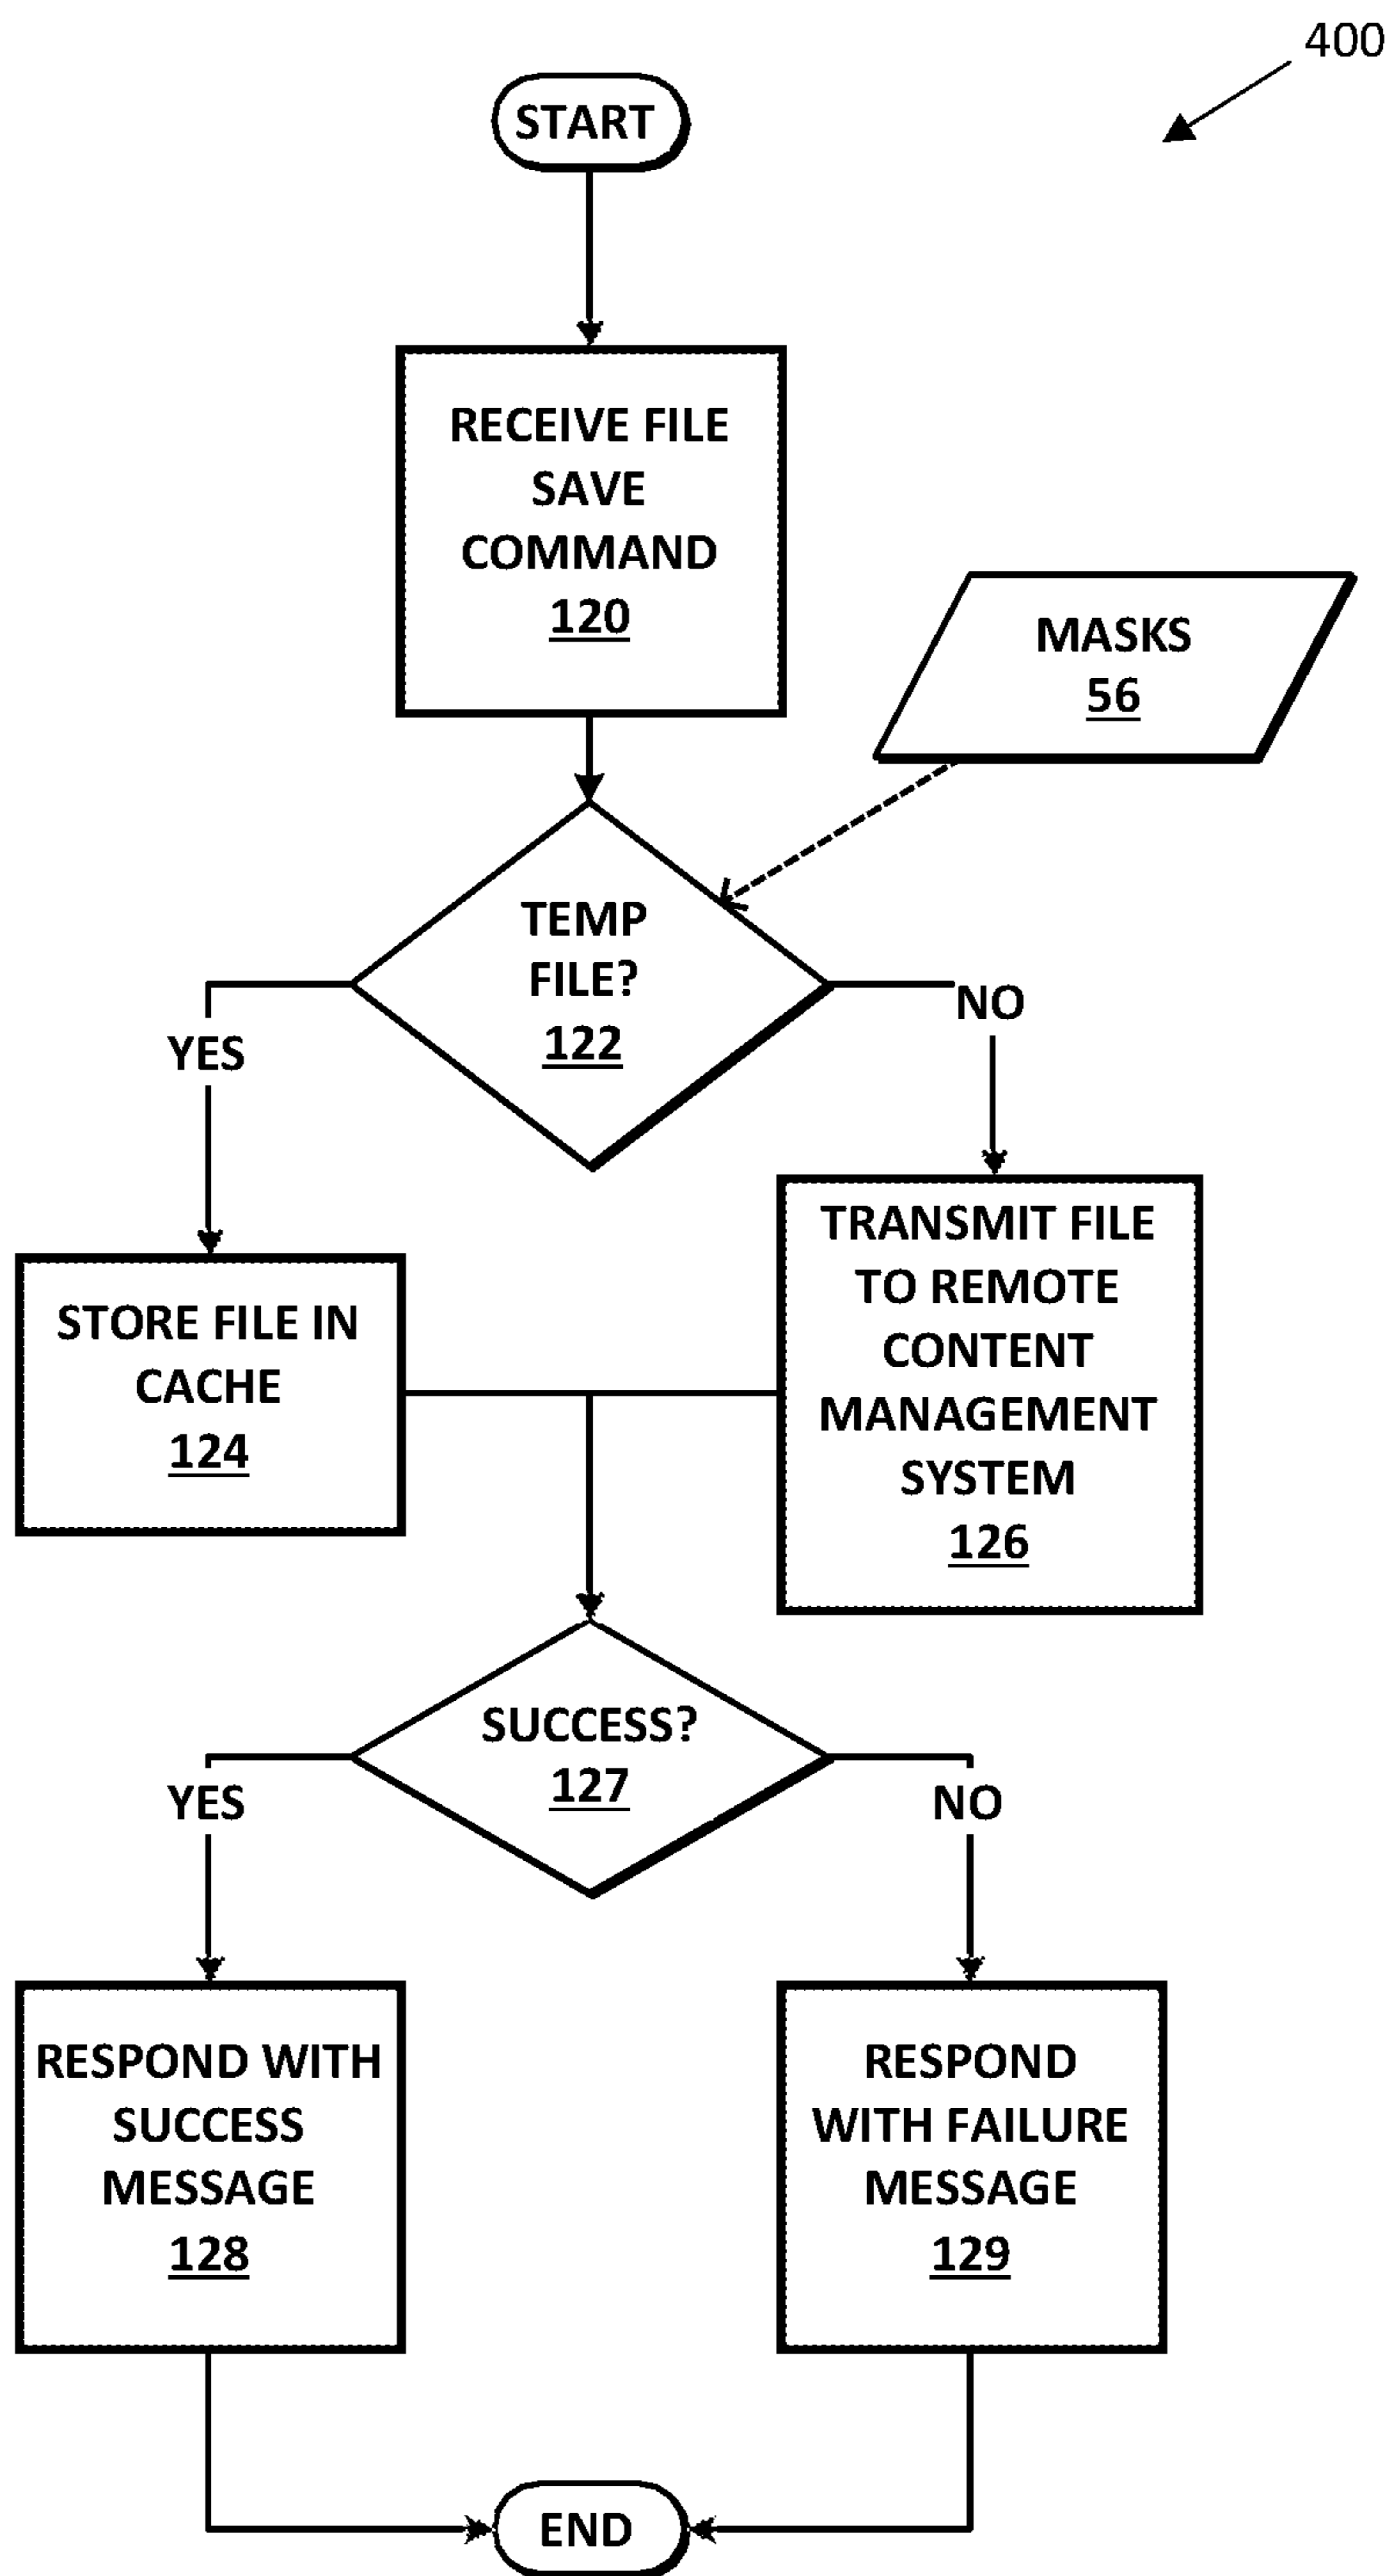 400
START
RECEIVE FILE
SAVE
COMMAND
120
MASKS
56
TEMP
FILE?
122
YES
NO
STORE FILE IN
CACHE
124
TRANSMIT FILE
TO REMOTE
CONTENT
MANAGEMENT
SYSTEM
126
SUCCESS?
127
YES
NO
RESPOND WITH
SUCCESS
MESSAGE
128
RESPOND
WITH FAILURE
MESSAGE
129
END